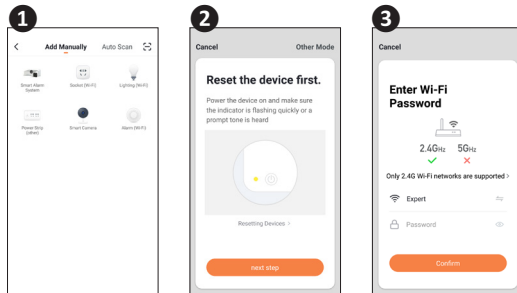 1
Add Manually Auto Scan
Smart Alarm
System
Socket (Wi-Fi)
Lighting (Wi-Fi)
Power Strip
(other)
Smart Camera
Alarm (Wi-Fi)
2
Cancel Other Mode
Reset the device first.
Power the device on and make sure
the indicator is flashing quickly or a
prompt tone is heard
Resetting Devices >
next step
3
Cancel
Enter Wi-Fi
Password
2.4GHz 5GHz
Only 2.4G Wi-Fi networks are supported >
Expert
Password
Confirm